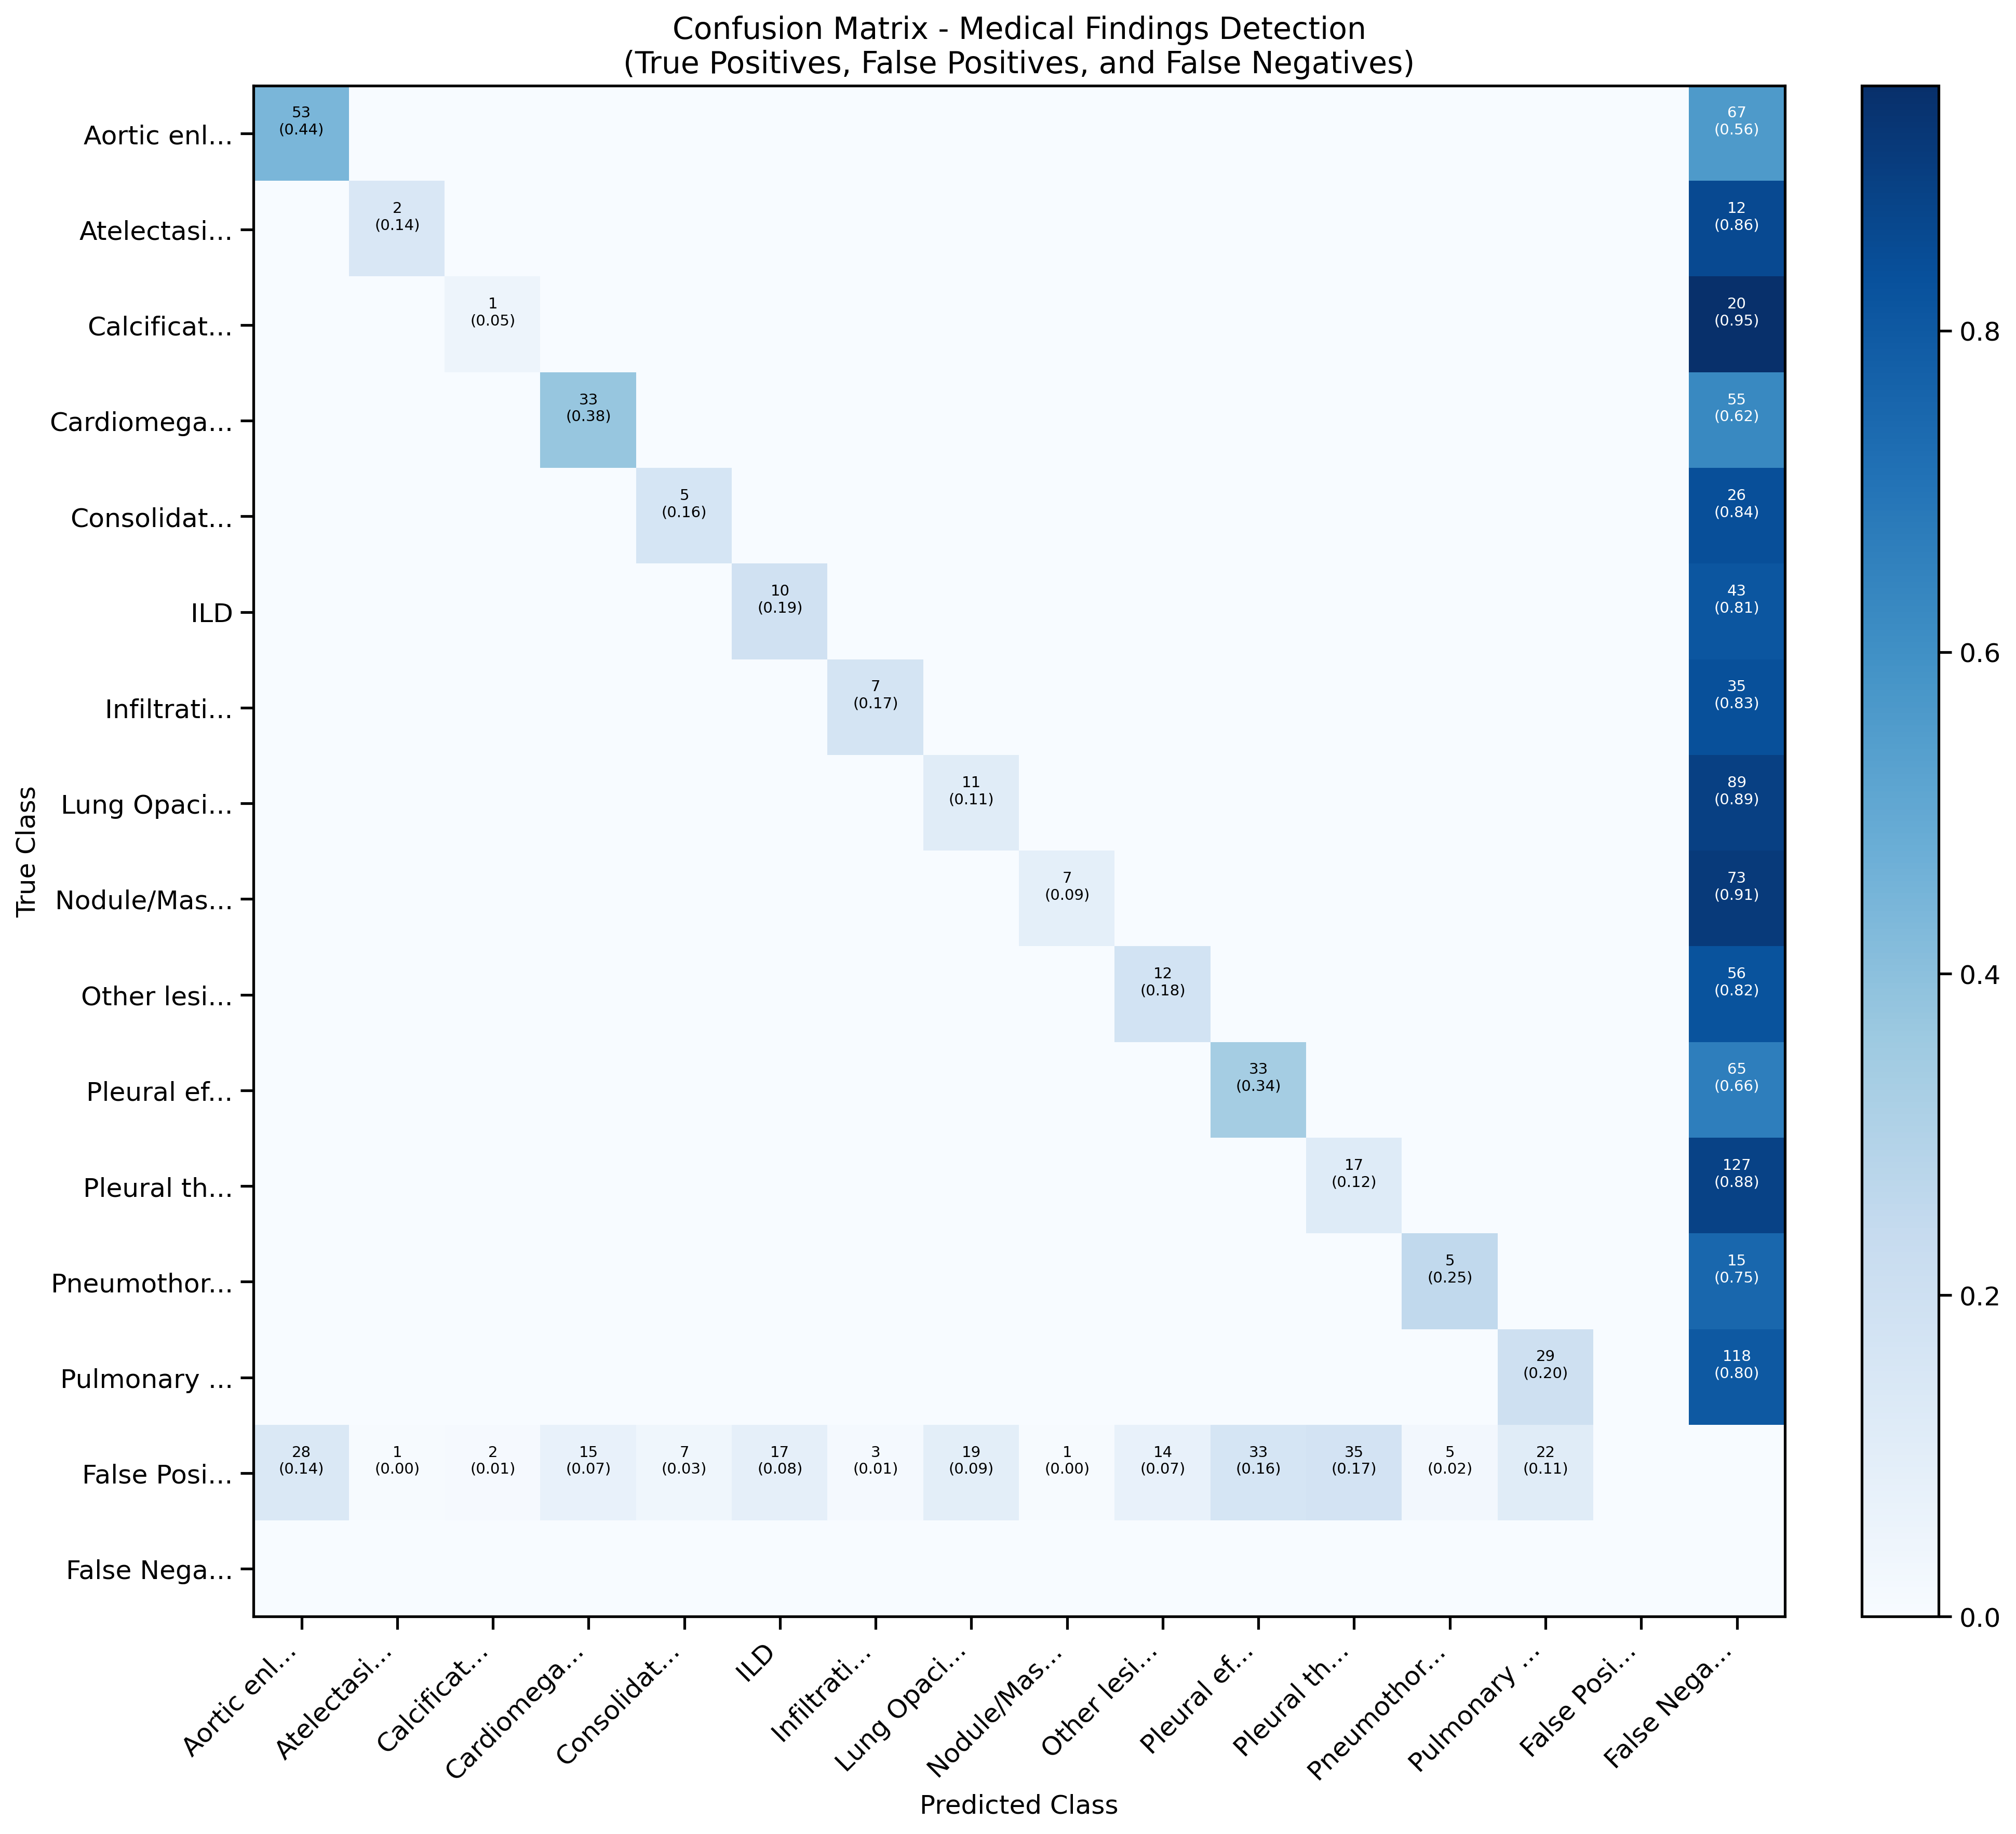 Confusion Matrix - Medical Findings Detection
(True Positives, False Positives, and False Negatives)
True Class
Aortic enl...
53
(0.44)
67
(0.56)
Atelectasi...
2
(0.14)
12
(0.86)
Calcificat...
1
(0.05)
20
(0.95)
Cardiomega...
33
(0.38)
55
(0.62)
Consolidat...
5
(0.16)
26
(0.84)
ILD
10
(0.19)
43
(0.81)
Infiltrati...
7
(0.17)
35
(0.83)
Lung Opaci...
11
(0.11)
89
(0.89)
Nodule/Mas...
7
(0.09)
73
(0.91)
Other lesi...
12
(0.18)
56
(0.82)
Pleural ef...
33
(0.34)
65
(0.66)
Pleural th...
17
(0.12)
127
(0.88)
Pneumothor...
5
(0.25)
15
(0.75)
Pulmonary ...
29
(0.20)
118
(0.80)
False Posi...
28
(0.14)
1
(0.00)
2
(0.01)
15
(0.07)
7
(0.03)
17
(0.08)
3
(0.01)
19
(0.09)
1
(0.00)
14
(0.07)
33
(0.16)
35
(0.17)
5
(0.02)
22
(0.11)
False Nega...
Aortic enl...
Atelectasi...
Calcificat...
Cardiomega...
Consolidat...
ILD
Infiltrati...
Lung Opaci...
Nodule/Mas...
Other lesi...
Pleural ef...
Pleural th...
Pneumothor...
Pulmonary ...
False Posi...
False Nega...
Predicted Class
0.8
0.6
0.4
0.2
0.0